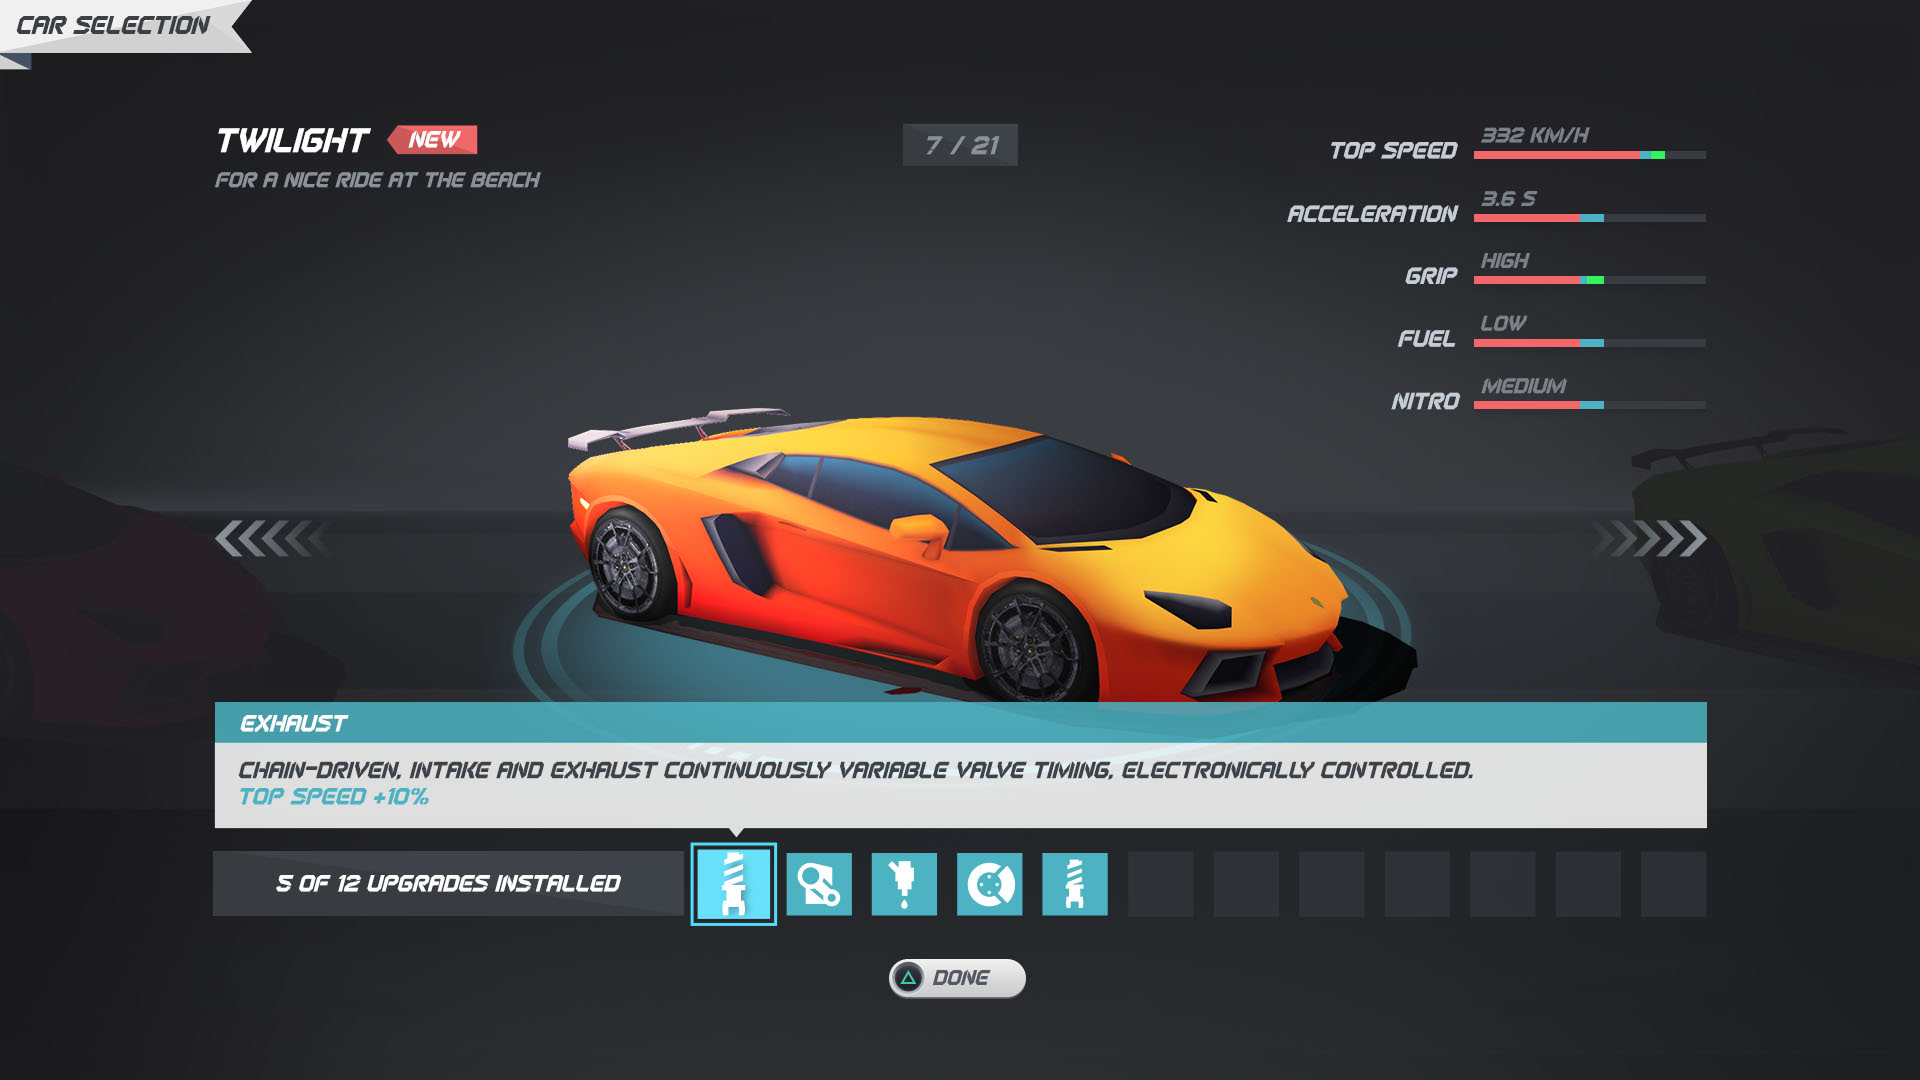 CAR SELECTION
TWILIGHT NEW
FOR A NICE RIDE AT THE BEACH
7 / 21
TOP SPEED 332 KM/H
ACCELERATION 3.6 S
GRIP HIGH
FUEL LOW
NITRO MEDIUM
EXHAUST
CHAIN-DRIVEN, INTAKE AND EXHAUST CONTINUOUSLY VARIABLE VALVE TIMING, ELECTRONICALLY CONTROLLED.
TOP SPEED +10%
5 OF 12 UPGRADES INSTALLED
DONE